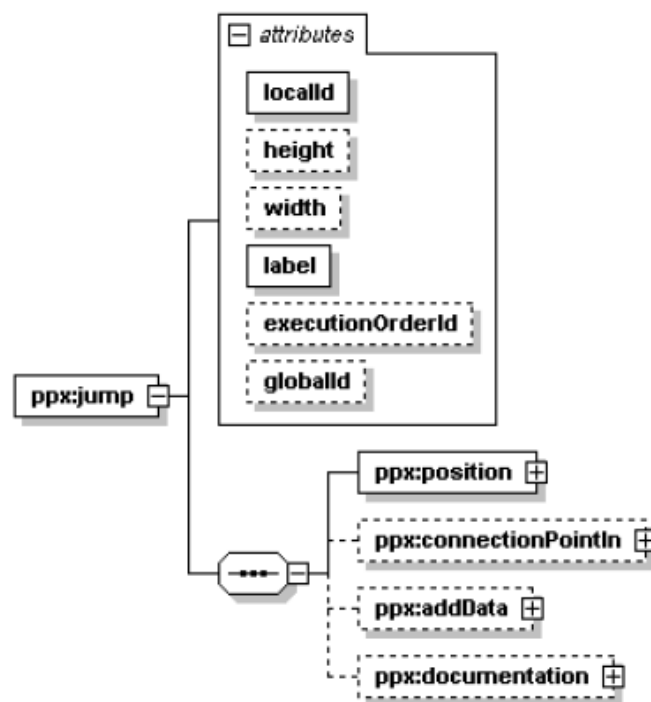 attributes
localId
height
width
label
executionOrderId
globalId
ppx:jump
ppx:position
ppx:connectionPointIn
ppx:addData
ppx:documentation